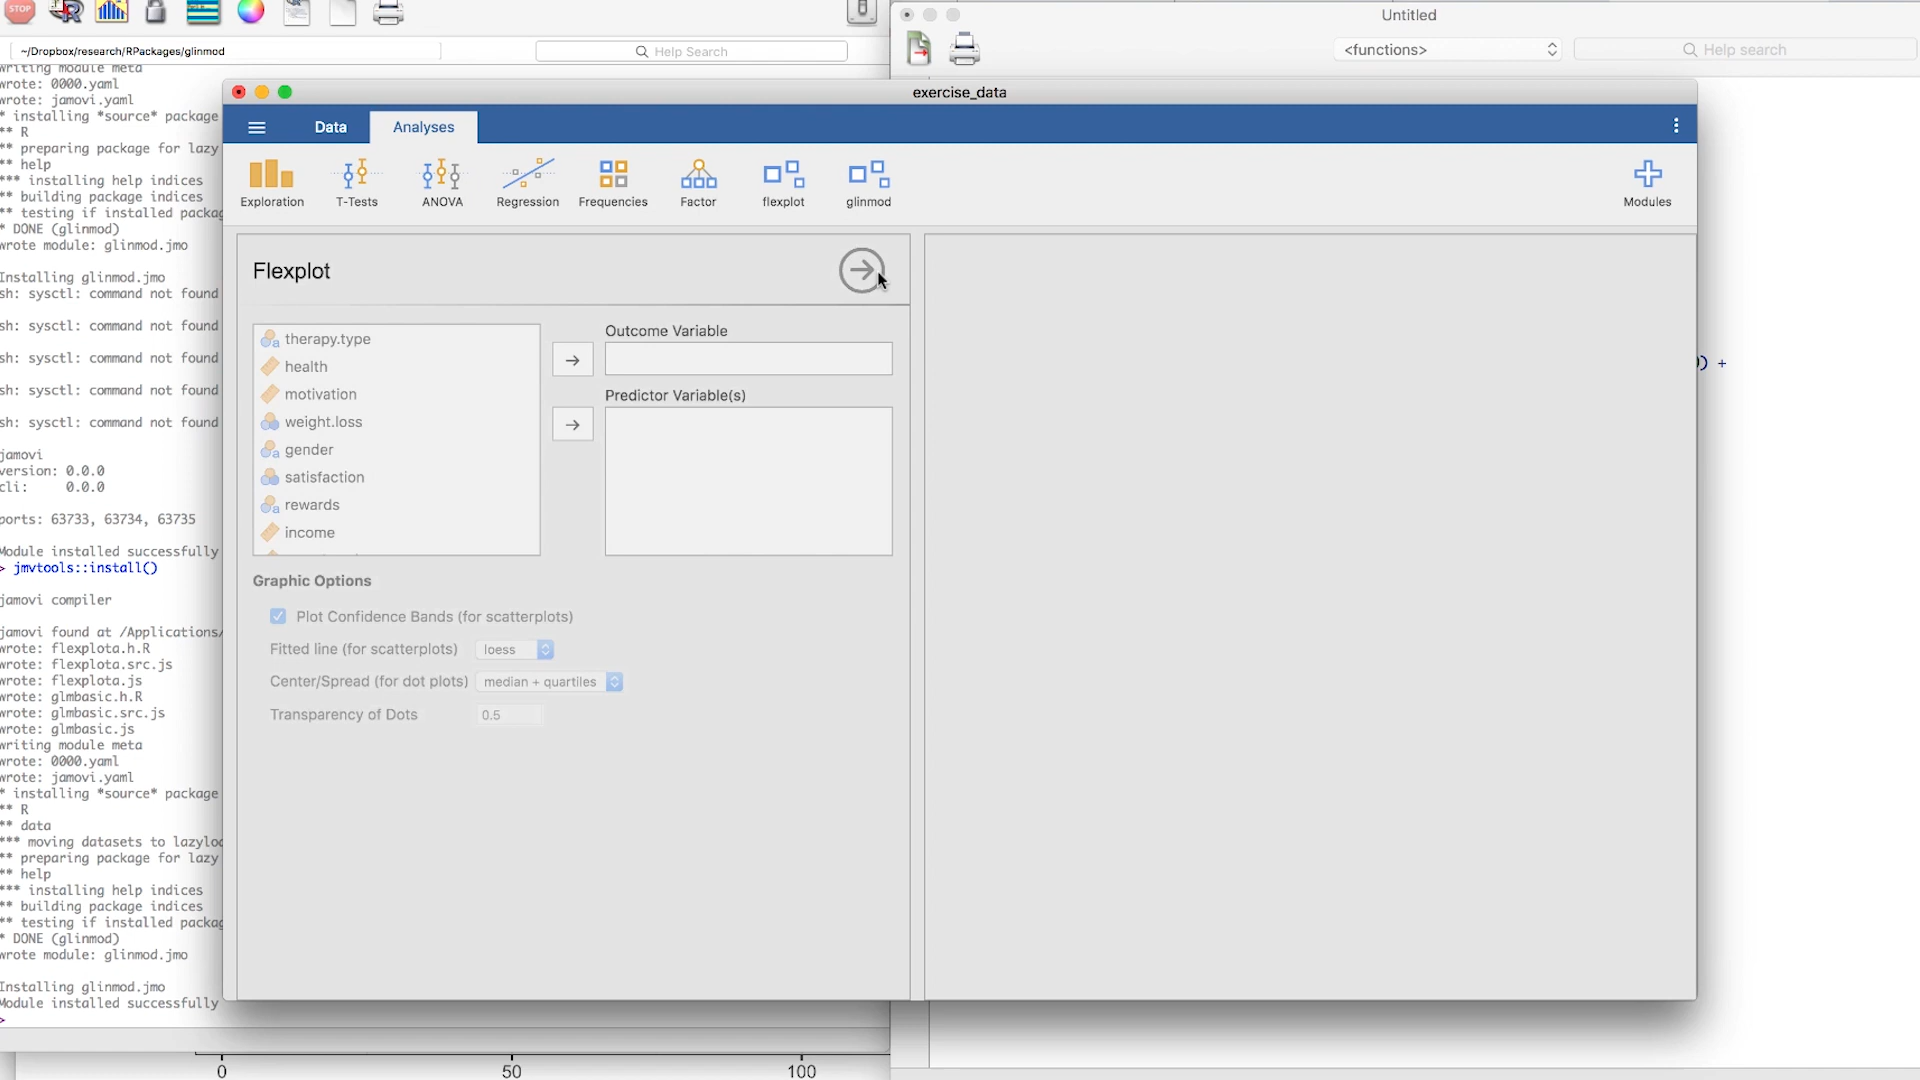 STOP
~/Dropbox/research/RPackages/glinmod
Help Search
writing module meta
wrote: 0000.yaml
wrote: jamovi.yaml
* installing *source* package
** R
** preparing package for lazy
** help
*** installing help indices
** building package indices
** testing if installed packag
* DONE (glinmod)
wrote module: glinmod.jmo
Installing glinmod.jmo
sh: sysctl: command not found
sh: sysctl: command not found
sh: sysctl: command not found
sh: sysctl: command not found
sh: sysctl: command not found
jamovi
version: 0.0.0
cli: 0.0.0
ports: 63733, 63734, 63735
Module installed successfully
> jmvtools::install()
jamovi compiler
jamovi found at /Applications/
wrote: flexplota.h.R
wrote: flexplota.src.js
wrote: flexplota.js
wrote: glmbasic.h.R
wrote: glmbasic.src.js
wrote: glmbasic.js
writing module meta
wrote: 0000.yaml
wrote: jamovi.yaml
* installing *source* package
** R
** data
*** moving datasets to lazyloa
** preparing package for lazy
** help
*** installing help indices
** building package indices
** testing if installed packag
* DONE (glinmod)
wrote module: glinmod.jmo
Installing glinmod.jmo
Module installed successfully
>
0 50 100
Untitled
<functions>
Help search
) +
exercise_data
Data Analyses
Exploration T-Tests ANOVA Regression Frequencies Factor flexplot glinmod Modules
Flexplot
therapy.type
health
motivation
weight.loss
gender
satisfaction
rewards
income
Outcome Variable
Predictor Variable(s)
Graphic Options
Plot Confidence Bands (for scatterplots)
Fitted line (for scatterplots) loess
Center/Spread (for dot plots) median + quartiles
Transparency of Dots 0.5